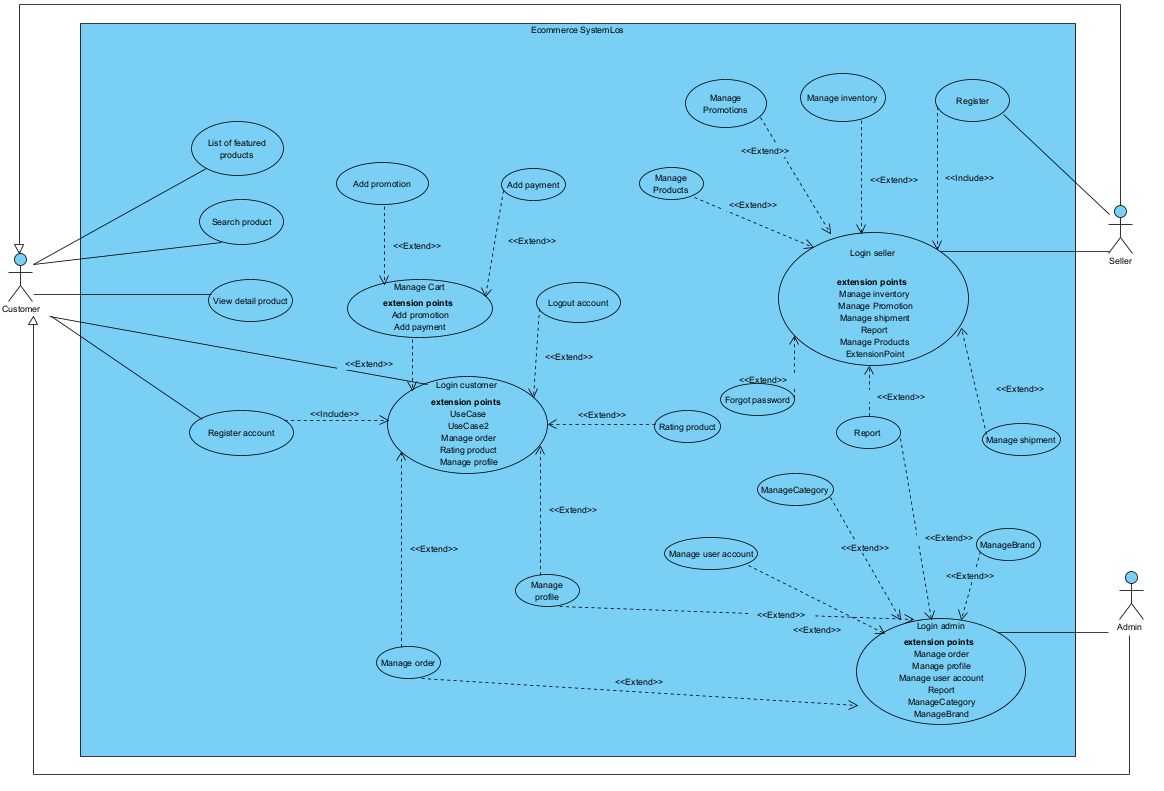 Ecommerce SystemLos
Manage
Promotions
Manage inventory
Register
List of featured
products
<<Extend>>
Add promotion
Add payment
Manage
Products
<<Extend>>
<<Include>>
<<Extend>>
Search product
<<Extend>>
<<Extend>>
Seller
Login seller
extension points
Manage inventory
Manage Promotion
Manage shipment
Report
Manage Products
ExtensionPoint
Customer
View detail product
Manage Cart
extension points
Add promotion
Add payment
Logout account
<<Extend>>
<<Extend>>
Login customer
extension points
UseCase
UseCase2
Manage order
Rating product
Manage profile
<<Extend>>
Forgot password
<<Extend>>
<<Extend>>
Register account
<<Include>>
<<Extend>>
Rating product
Report
Manage shipment
ManageCategory
<<Extend>>
<<Extend>>
Manage user account
<<Extend>>
<<Extend>>
ManageBrand
<<Extend>>
Manage
profile
<<Extend>>
<<Extend>>
Admin
Login admin
extension points
Manage order
Manage profile
Manage user account
Report
ManageCategory
ManageBrand
Manage order
<<Extend>>